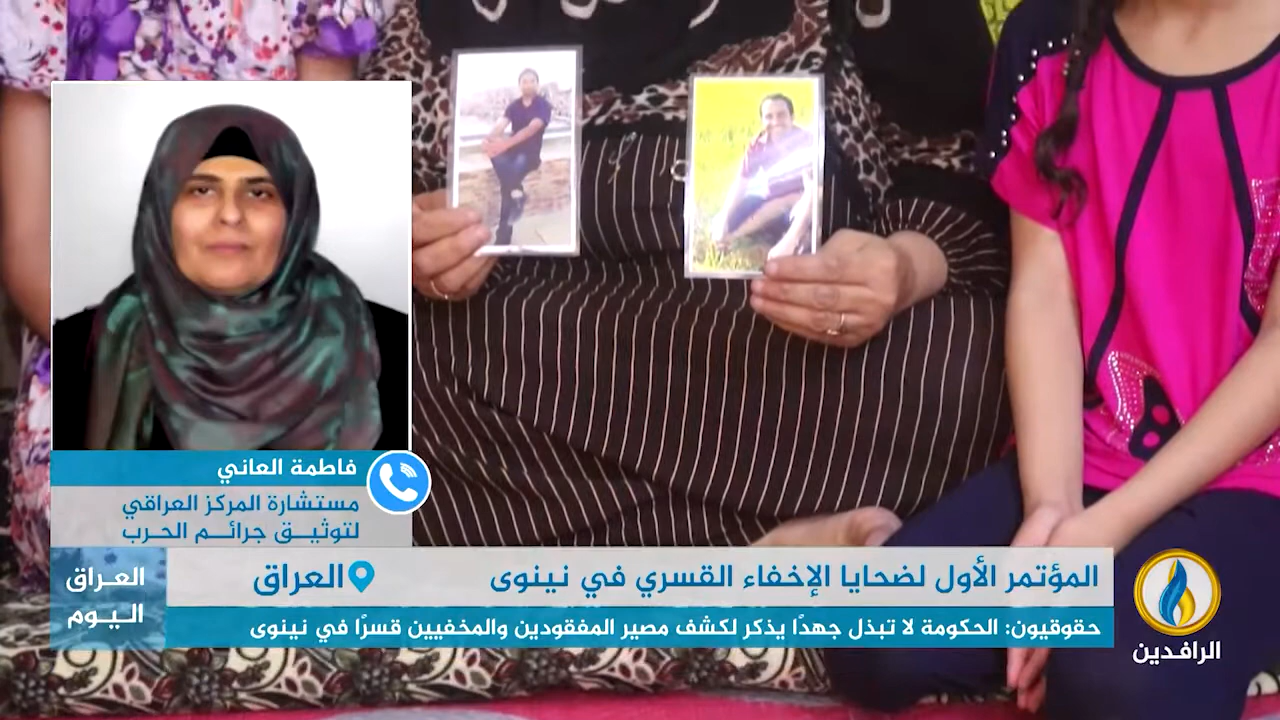 فاطمة العاني
مستشارة المركز العراقي
لتوثيق جرائم الحرب
المؤتمر الأول لضحايا الإخفاء القسري في نينوى
العراق
العراق
اليوم
حقوقيون: الحكومة لا تبذل جهدًا يذكر لكشف مصير المفقودين والمخفيين قسرًا في نينوى
الرافدين